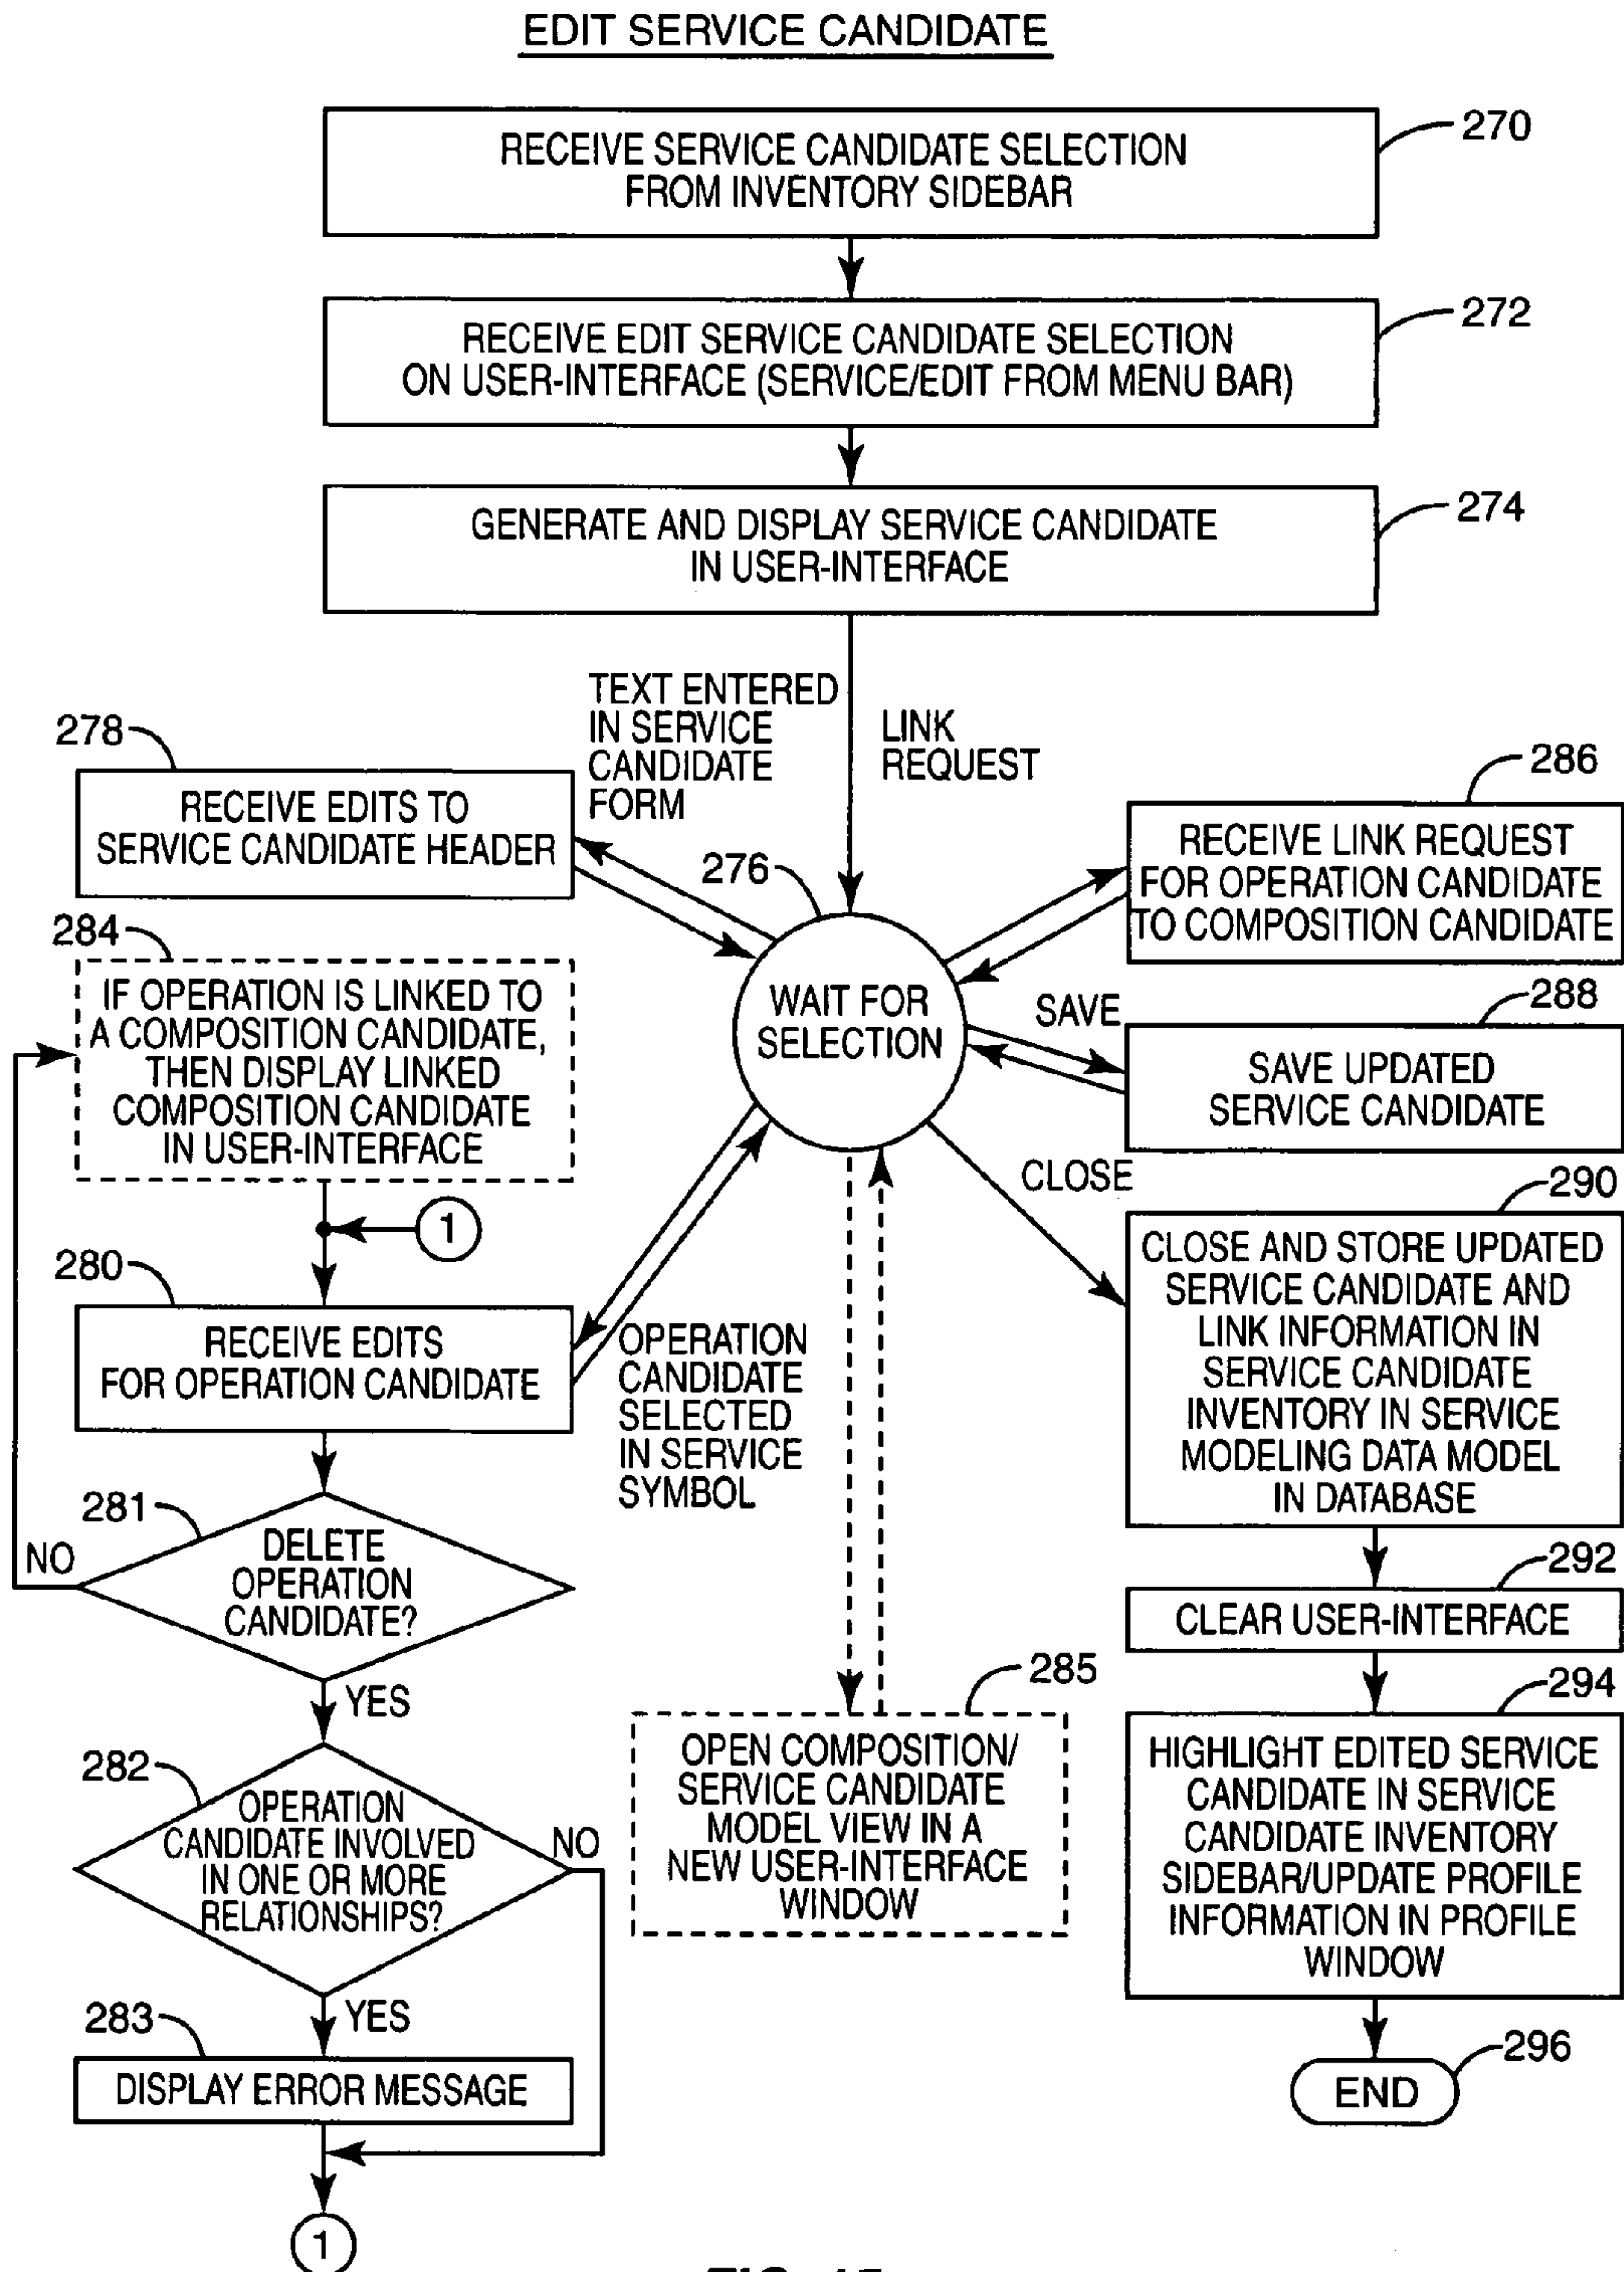 EDIT SERVICE CANDIDATE
270
RECEIVE SERVICE CANDIDATE SELECTION
FROM INVENTORY SIDEBAR
272
RECEIVE EDIT SERVICE CANDIDATE SELECTION
ON USER-INTERFACE (SERVICE/EDIT FROM MENU BAR)
274
GENERATE AND DISPLAY SERVICE CANDIDATE
IN USER-INTERFACE
TEXT ENTERED
IN SERVICE
CANDIDATE
FORM
LINK
REQUEST
278
RECEIVE EDITS TO
SERVICE CANDIDATE HEADER
276
WAIT FOR
SELECTION
286
RECEIVE LINK REQUEST
FOR OPERATION CANDIDATE
TO COMPOSITION CANDIDATE
284
IF OPERATION IS LINKED TO
A COMPOSITION CANDIDATE,
THEN DISPLAY LINKED
COMPOSITION CANDIDATE
IN USER-INTERFACE
SAVE
288
SAVE UPDATED
SERVICE CANDIDATE
CLOSE
290
CLOSE AND STORE UPDATED
SERVICE CANDIDATE AND
LINK INFORMATION IN
SERVICE CANDIDATE
INVENTORY IN SERVICE
MODELING DATA MODEL
IN DATABASE
1
280
RECEIVE EDITS
FOR OPERATION CANDIDATE
OPERATION
CANDIDATE
SELECTED
IN SERVICE
SYMBOL
281
DELETE
OPERATION
CANDIDATE?
NO
YES
292
CLEAR USER-INTERFACE
282
OPERATION
CANDIDATE INVOLVED
IN ONE OR MORE
RELATIONSHIPS?
NO
YES
285
OPEN COMPOSITION/
SERVICE CANDIDATE
MODEL VIEW IN A
NEW USER-INTERFACE
WINDOW
294
HIGHLIGHT EDITED SERVICE
CANDIDATE IN SERVICE
CANDIDATE INVENTORY
SIDEBAR/UPDATE PROFILE
INFORMATION IN PROFILE
WINDOW
283
DISPLAY ERROR MESSAGE
296
END
1